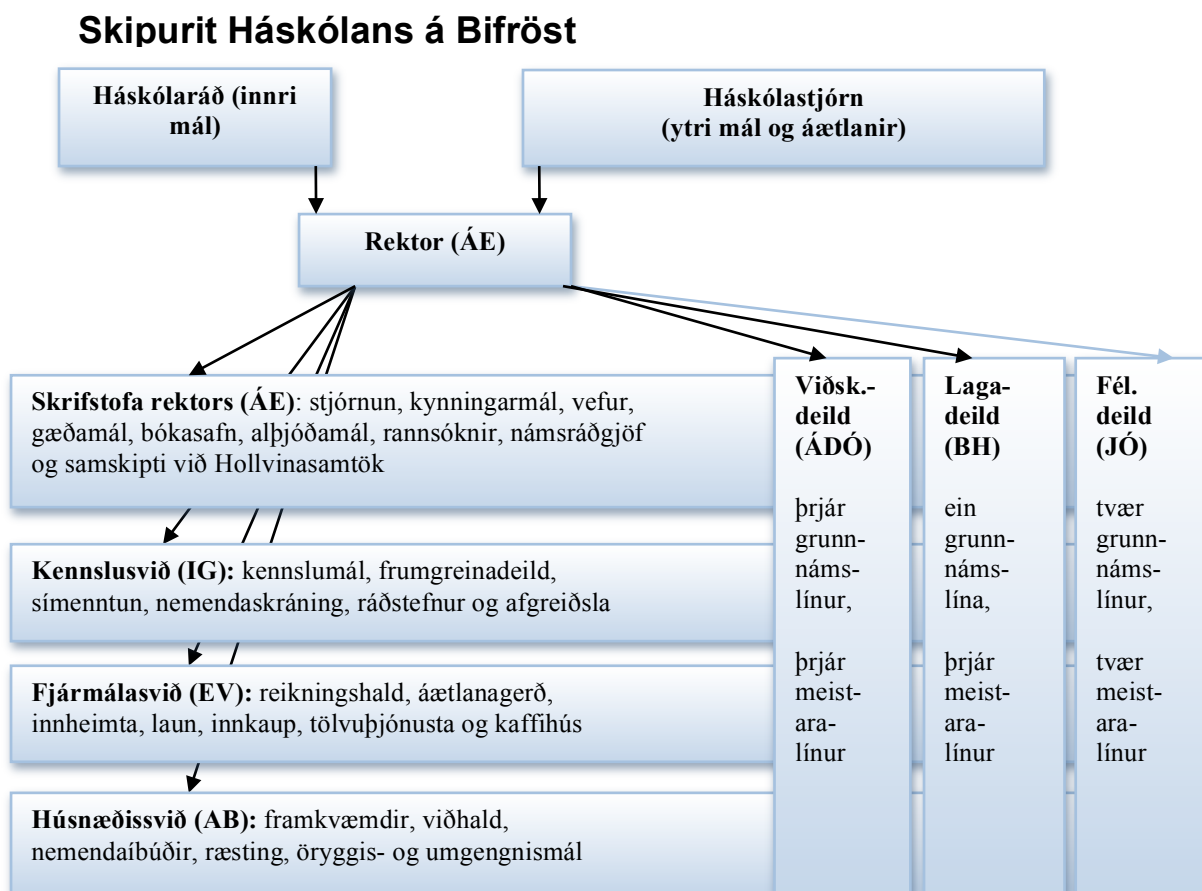 Skipurit Háskólans á Bifröst
Háskólaráð (innri
mál)
Háskólastjórn
(ytri mál og áætlanir)
Rektor (ÁE)
Skrifstofa rektors (ÁE): stjórnun, kynningarmál, vefur,
gæðamál, bókasafn, alþjóðamál, rannsóknir, námsráðgjöf
og samskipti við Hollvinasamtök
Kennslusvið (IG): kennslumál, frumgreinadeild,
símenntun, nemendaskráning, ráðstefnur og afgreiðsla
Fjármálasvið (EV): reikningshald, áætlanagerð,
innheimta, laun, innkaup, tölvuþjónusta og kaffihús
Húsnæðissvið (AB): framkvæmdir, viðhald,
nemendaíbúðir, ræsting, öryggis- og umgengnismál
Viðsk.-
deild
(ÁDÓ)
þrjár
grunn-
náms-
línur,
þrjár
meist-
ara-
línur
Laga-
deild
(BH)
ein
grunn-
náms-
lína,
þrjár
meist-
ara-
línur
Fél.
deild
(JÓ)
tvær
grunn-
náms-
línur,
tvær
meist-
ara-
línur